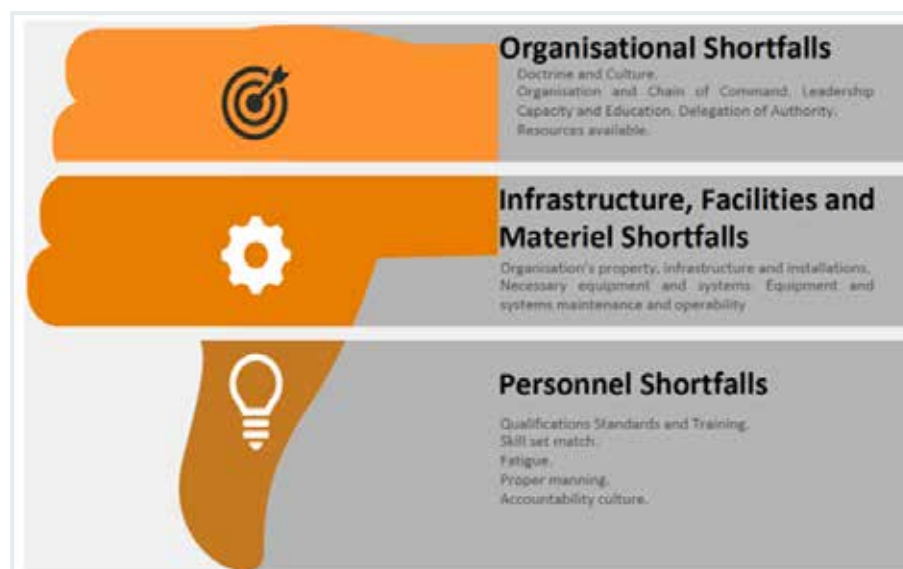 Organisational Shortfalls
Doctrine and Culture.
Organisation and Chain of Command, Leadership
Capacity and Education, Delegation of Authority.
Resources available.
Infrastructure, Facilities and
Materiel Shortfalls
Organisation's property, infrastructure and installations.
Necessary equipment and systems. Equipment and
systems maintenance and operability
Personnel Shortfalls
Qualifications Standards and Training.
Skill set match.
Fatigue.
Proper manning.
Accountability culture.